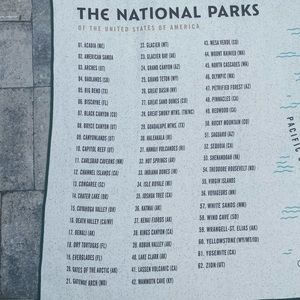 THE NATIONAL PARKS
OF THE UNITED STATES OF AMERICA
01. ACADIA (ME)
02. AMERICAN SAMOA
03. ARCHES (UT)
04. BADLANDS (SD)
05. BIG BEND (TX)
06. BISCAYNE (FL)
07. BLACK CANYON (CO)
08. BRYCE CANYON (UT)
09. CANYONLANDS (UT)
10. CAPITOL REEF (UT)
11. CARLSBAD CAVERNS (NM)
12. CHANNEL ISLANDS (CA)
13. CONGAREE (SC)
14. CRATER LAKE (OR)
15. CUYAHOGA VALLEY (OH)
16. DEATH VALLEY (CA/NV)
17. DENALI (AK)
18. DRY TORTUGAS (FL)
19. EVERGLADES (FL)
20. GATES OF THE ARCTIC (AK)
21. GATEWAY ARCH (MO)
22. GLACIER (MT)
23. GLACIER BAY (AK)
24. GRAND CANYON (AZ)
25. GRAND TETON (WY)
26. GREAT BASIN (NV)
27. GREAT SAND DUNES (CO)
28. GREAT SMOKY MTNS. (TN/NC)
29. GUADALUPE MTNS. (TX)
30. HALEAKALA (HI)
31. HAWAII VOLCANOES (HI)
32. HOT SPRINGS (AR)
33. INDIANA DUNES (IN)
34. ISLE ROYALE (MI)
35. JOSHUA TREE (CA)
36. KATMAI (AK)
37. KENAI FJORDS (AK)
38. KINGS CANYON (CA)
39. KOBUK VALLEY (AK)
40. LAKE CLARK (AK)
41. LASSEN VOLCANIC (CA)
42. MAMMOTH CAVE (KY)
43. MESA VERDE (CO)
44. MOUNT RAINIER (WA)
45. NORTH CASCADES (WA)
46. OLYMPIC (WA)
47. PETRIFIED FOREST (AZ)
48. PINNACLES (CA)
49. REDWOOD (CA)
50. ROCKY MOUNTAIN (CO)
51. SAGUARO (AZ)
52. SEQUOIA (CA)
53. SHENANDOAH (VA)
54. THEODORE ROOSEVELT (ND)
55. VIRGIN ISLANDS
56. VOYAGEURS (MN)
57. WHITE SANDS (NM)
58. WIND CAVE (SD)
59. WRANGELL-ST. ELIAS (AK)
60. YELLOWSTONE (WY/MT/ID)
61. YOSEMITE (CA)
62. ZION (UT)
PACIFIC